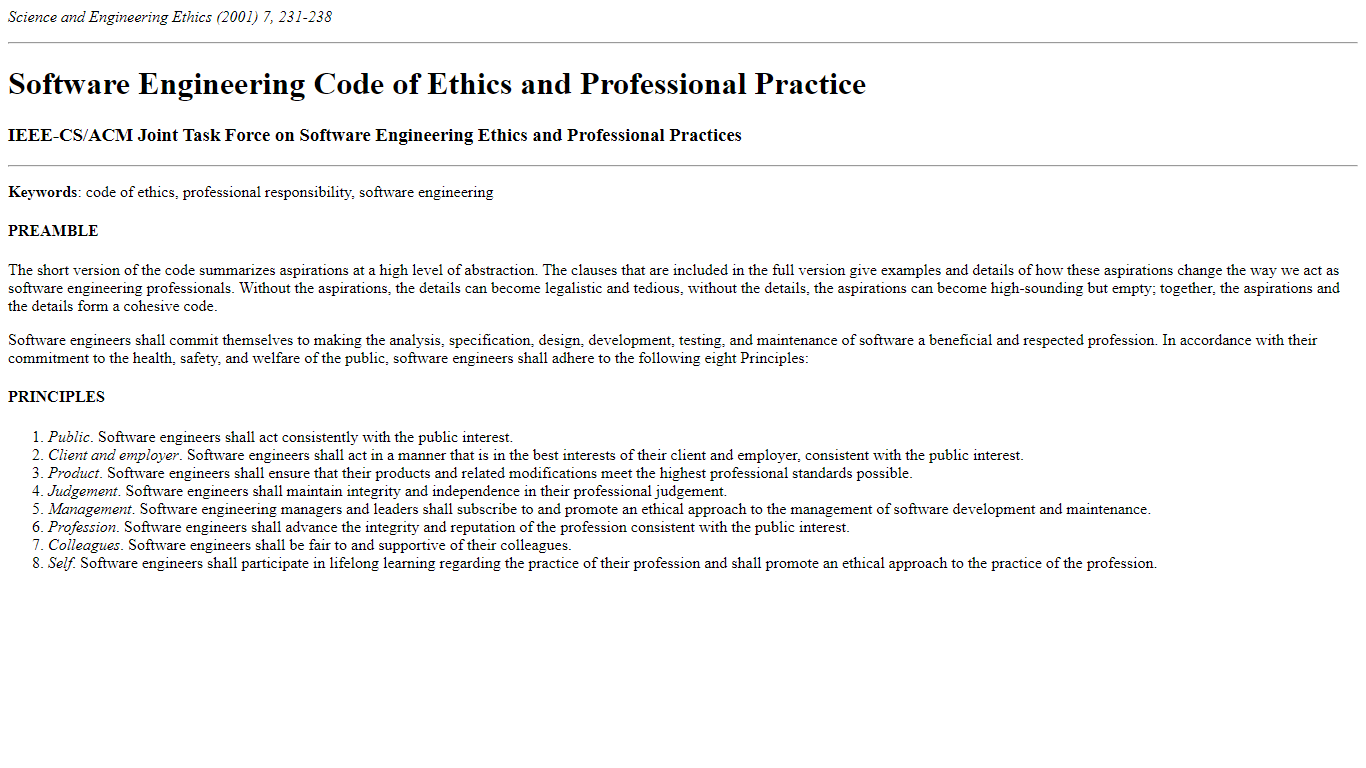 Science and Engineering Ethics (2001) 7, 231-238
Software Engineering Code of Ethics and Professional Practice
IEEE-CS/ACM Joint Task Force on Software Engineering Ethics and Professional Practices
Keywords: code of ethics, professional responsibility, software engineering
PREAMBLE
The short version of the code summarizes aspirations at a high level of abstraction. The clauses that are included in the full version give examples and details of how these aspirations change the way we act as
software engineering professionals. Without the aspirations, the details can become legalistic and tedious, without the details, the aspirations can become high-sounding but empty; together, the aspirations and
the details form a cohesive code.
Software engineers shall commit themselves to making the analysis, specification, design, development, testing, and maintenance of software a beneficial and respected profession. In accordance with their
commitment to the health, safety, and welfare of the public, software engineers shall adhere to the following eight Principles:
PRINCIPLES
1. Public. Software engineers shall act consistently with the public interest.
2. Client and employer. Software engineers shall act in a manner that is in the best interests of their client and employer, consistent with the public interest.
3. Product. Software engineers shall ensure that their products and related modifications meet the highest professional standards possible.
4. Judgement. Software engineers shall maintain integrity and independence in their professional judgement.
5. Management. Software engineering managers and leaders shall subscribe to and promote an ethical approach to the management of software development and maintenance.
6. Profession. Software engineers shall advance the integrity and reputation of the profession consistent with the public interest.
7. Colleagues. Software engineers shall be fair to and supportive of their colleagues.
8. Self. Software engineers shall participate in lifelong learning regarding the practice of their profession and shall promote an ethical approach to the practice of the profession.